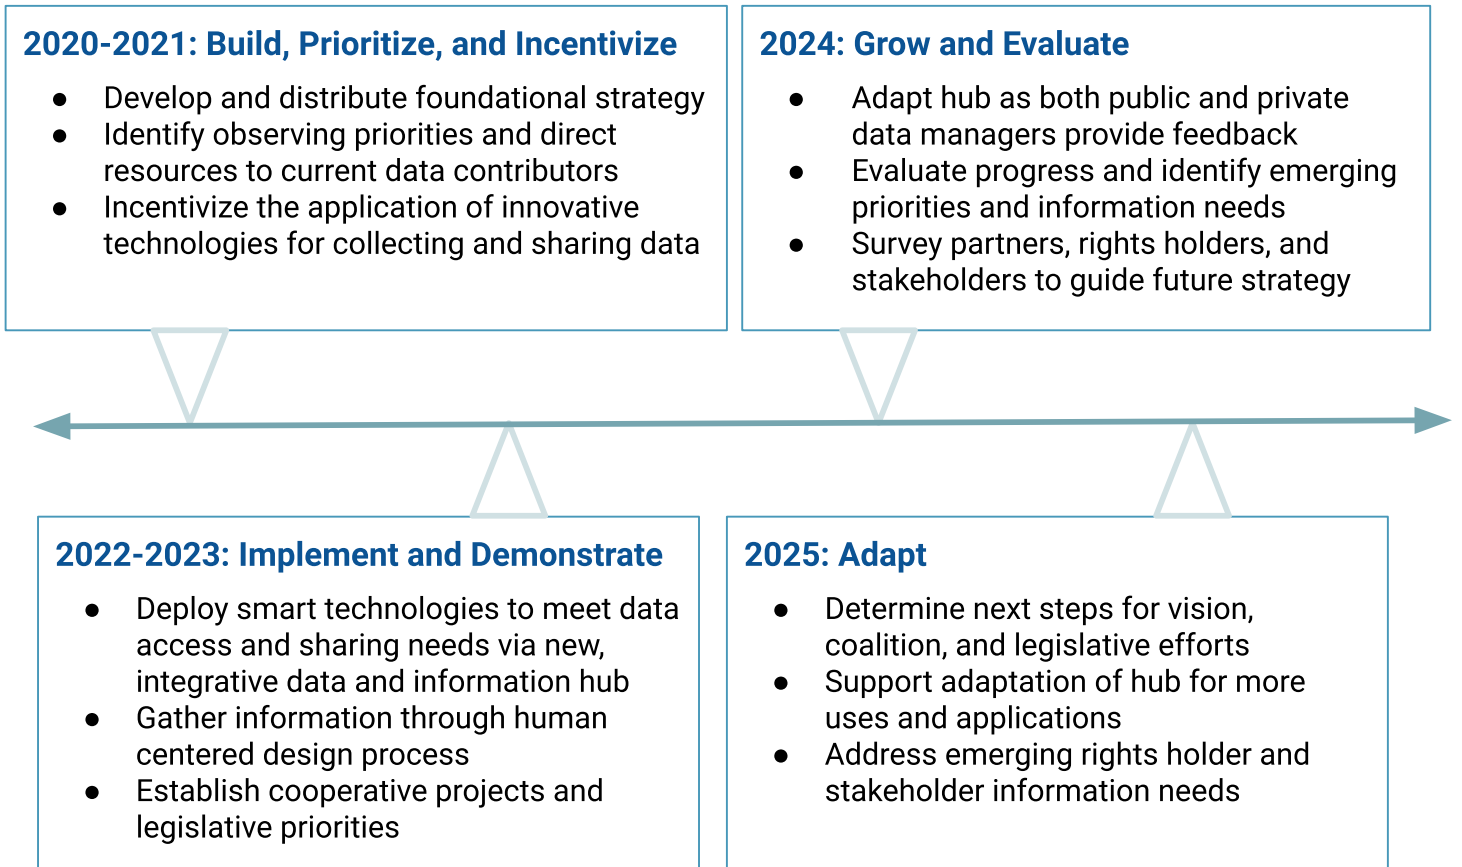 2020-2021: Build, Prioritize, and Incentivize
● Develop and distribute foundational strategy
● Identify observing priorities and direct
resources to current data contributors
● Incentivize the application of innovative
technologies for collecting and sharing data
2024: Grow and Evaluate
● Adapt hub as both public and private
data managers provide feedback
● Evaluate progress and identify emerging
priorities and information needs
● Survey partners, rights holders, and
stakeholders to guide future strategy
2022-2023: Implement and Demonstrate
● Deploy smart technologies to meet data
access and sharing needs via new,
integrative data and information hub
● Gather information through human
centered design process
● Establish cooperative projects and
legislative priorities
2025: Adapt
● Determine next steps for vision,
coalition, and legislative efforts
● Support adaptation of hub for more
uses and applications
● Address emerging rights holder and
stakeholder information needs